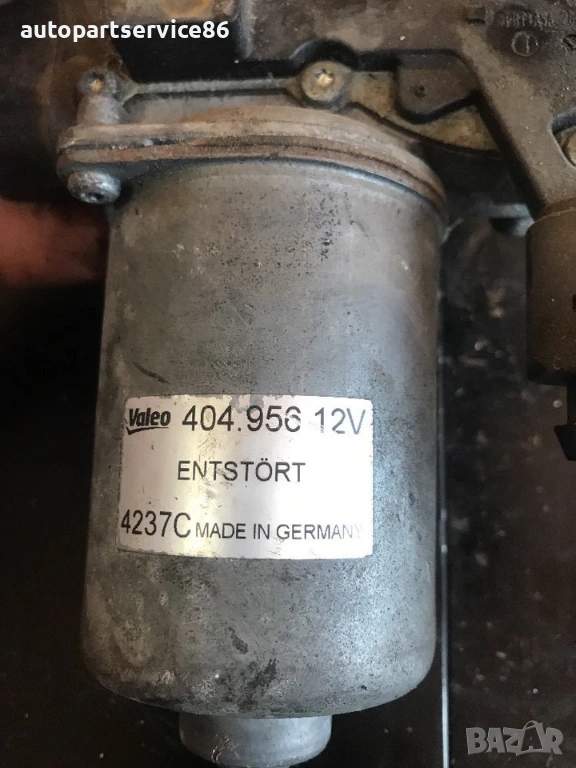 autopartservice86
Valeo 404.956 12V
ENTSTÖRT
4237C MADE IN GERMANY
BAZAR